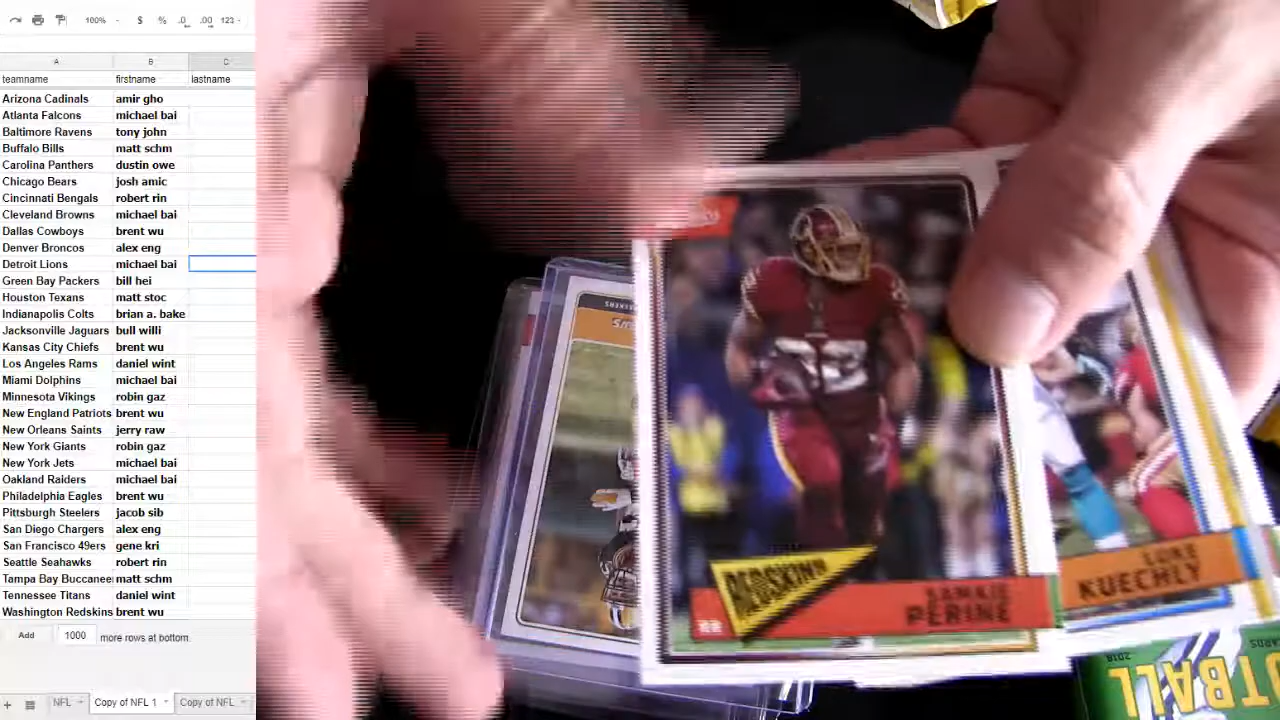 100% $ % .0 .00 123
A B C
teamname firstname lastname
Arizona Cadinals amir gho
Atlanta Falcons michael bai
Baltimore Ravens tony john
Buffalo Bills matt schm
Carolina Panthers dustin owe
Chicago Bears josh amic
Cincinnati Bengals robert rin
Cleveland Browns michael bai
Dallas Cowboys brent wu
Denver Broncos alex eng
Detroit Lions michael bai
Green Bay Packers bill hei
Houston Texans matt stoc
Indianapolis Colts brian a. bake
Jacksonville Jaguars bull willi
Kansas City Chiefs brent wu
Los Angeles Rams daniel wint
Miami Dolphins michael bai
Minnesota Vikings robin gaz
New England Patriots brent wu
New Orleans Saints jerry raw
New York Giants robin gaz
New York Jets michael bai
Oakland Raiders michael bai
Philadelphia Eagles brent wu
Pittsburgh Steelers jacob sib
San Diego Chargers alex eng
San Francisco 49ers gene kri
Seattle Seahawks robert rin
Tampa Bay Buccanee matt schm
Tennessee Titans daniel wint
Washington Redskins brent wu
Add 1000 more rows at bottom.
+ NFL Copy of NFL 1 Copy of NFL
REDSKINS
RB
SAMAJE
PERINE
LUKE
KUECHLY
2018
CARDS
OTBALL